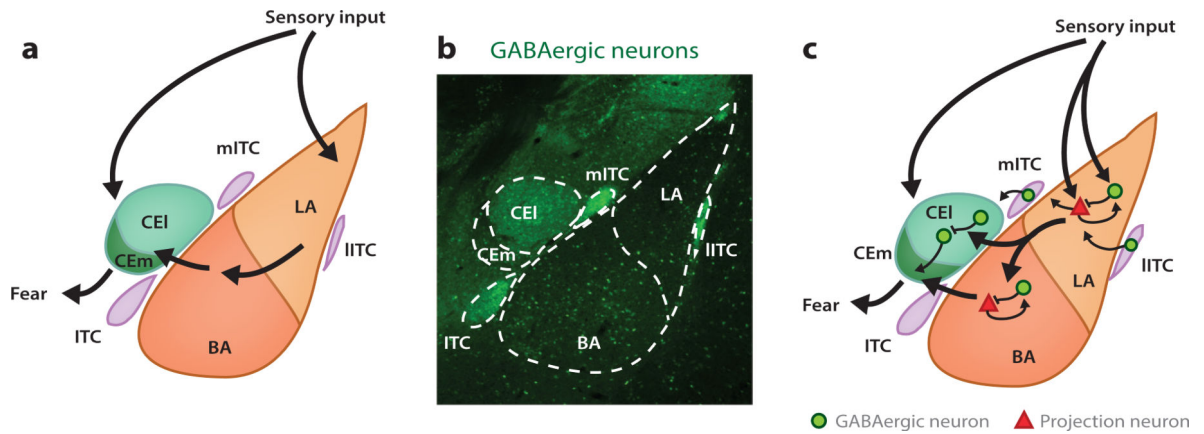 a
Sensory input
mITC
LA
CEl
CEm
lITC
Fear
ITC
BA
b
GABAergic neurons
mITC
LA
CEl
lITC
CEm
ITC
BA
c
Sensory input
mITC
CEl
CEm
lITC
LA
Fear
ITC
BA
GABAergic neuron
Projection neuron